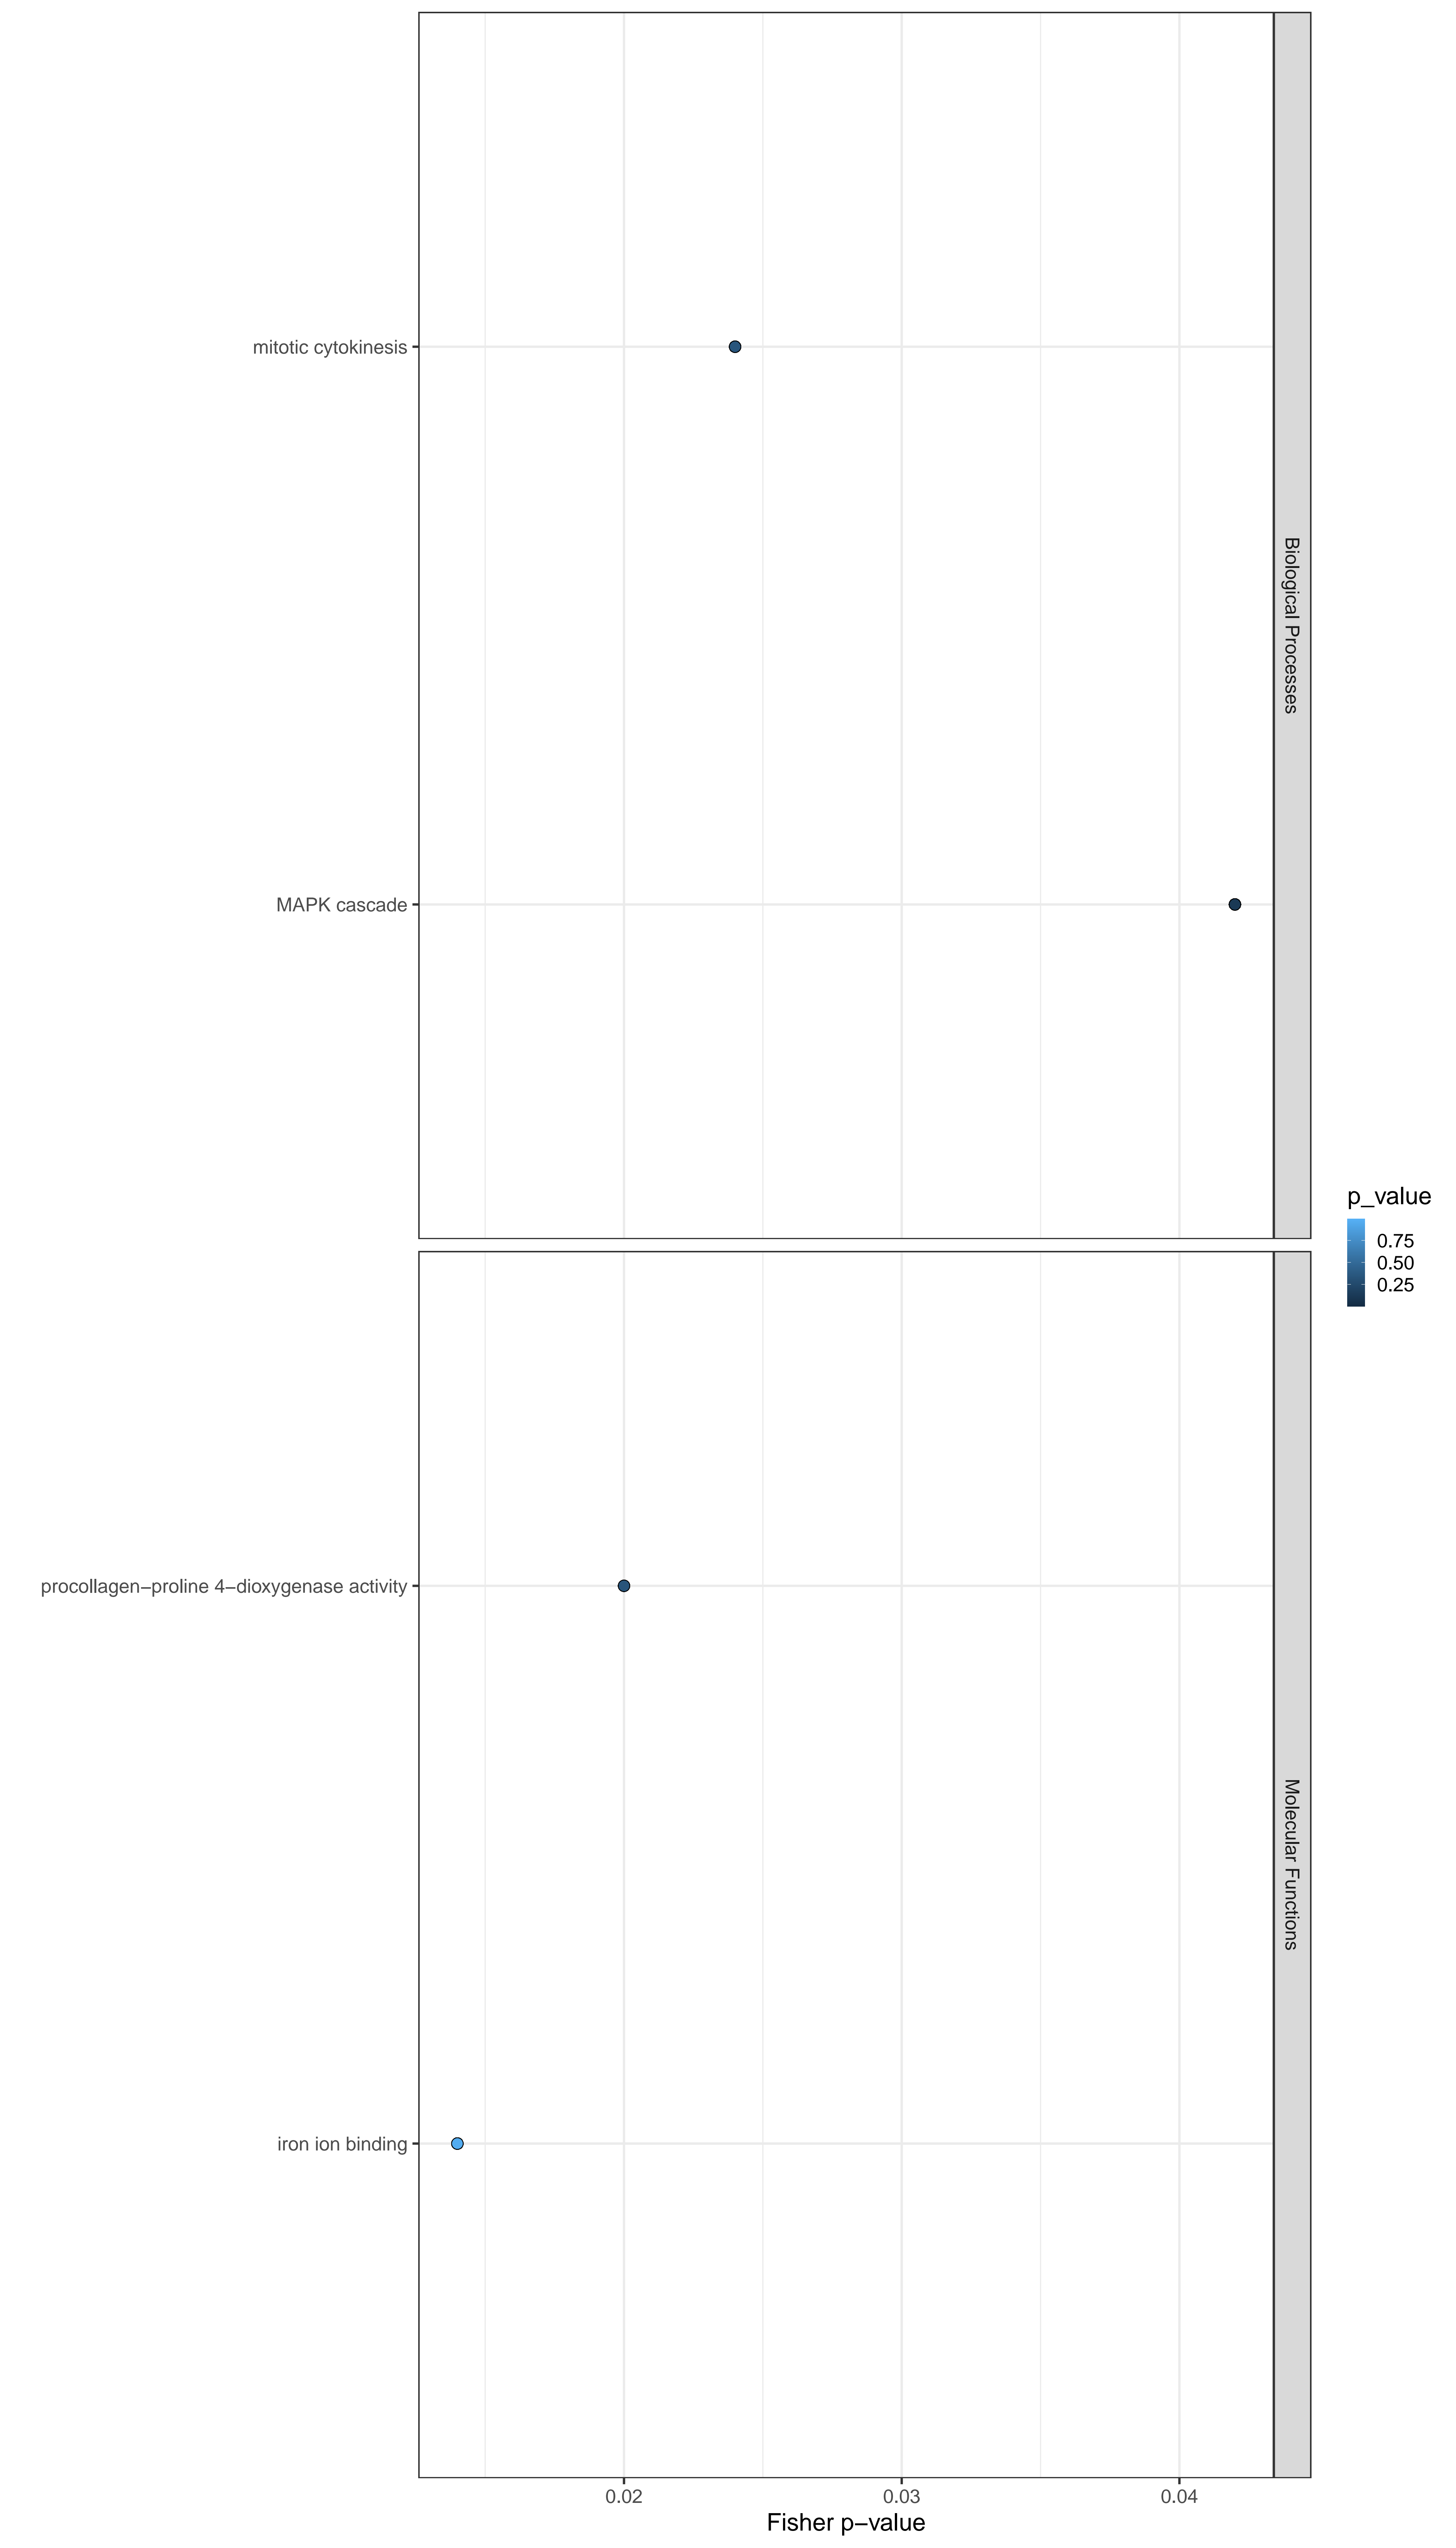 mitotic cytokinesis
MAPK cascade
Biological Processes
p_value
0.75
0.50
0.25
procollagen−proline 4−dioxygenase activity
iron ion binding
Molecular Functions
0.02 0.03 0.04
Fisher p−value